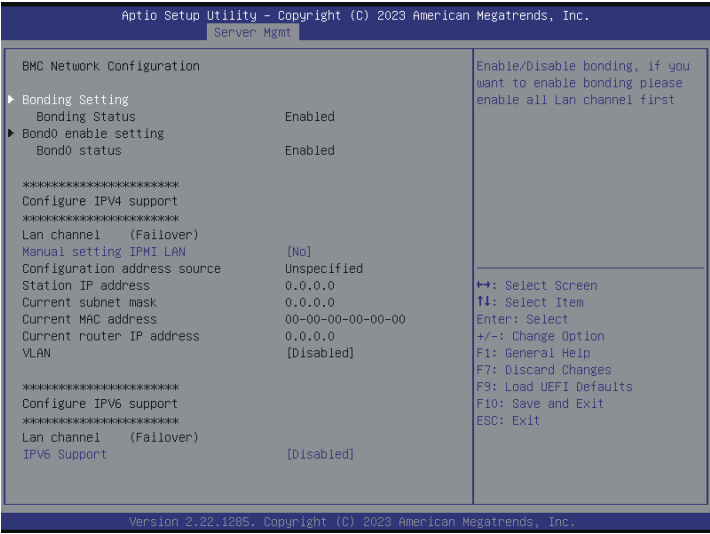 Aptio Setup Utility – Copyright (C) 2023 American Megatrends, Inc.
Server Mgmt
BMC Network Configuration
Bonding Setting
Bonding Status Enabled
Bond0 enable setting
Bond0 status Enabled
**********************
Configure IPV4 support
**********************
Lan channel (Failover)
Manual setting IPMI LAN [No]
Configuration address source Unspecified
Station IP address 0.0.0.0
Current subnet mask 0.0.0.0
Current MAC address 00-00-00-00-00-00
Current router IP address 0.0.0.0
VLAN [Disabled]
**********************
Configure IPV6 support
**********************
Lan channel (Failover)
IPV6 Support [Disabled]
Enable/Disable bonding, if you
want to enable bonding please
enable all Lan channel first
↔: Select Screen
↑↓: Select Item
Enter: Select
+/-: Change Option
F1: General Help
F7: Discard Changes
F9: Load UEFI Defaults
F10: Save and Exit
ESC: Exit
Version 2.22.1285. Copyright (C) 2023 American Megatrends, Inc.